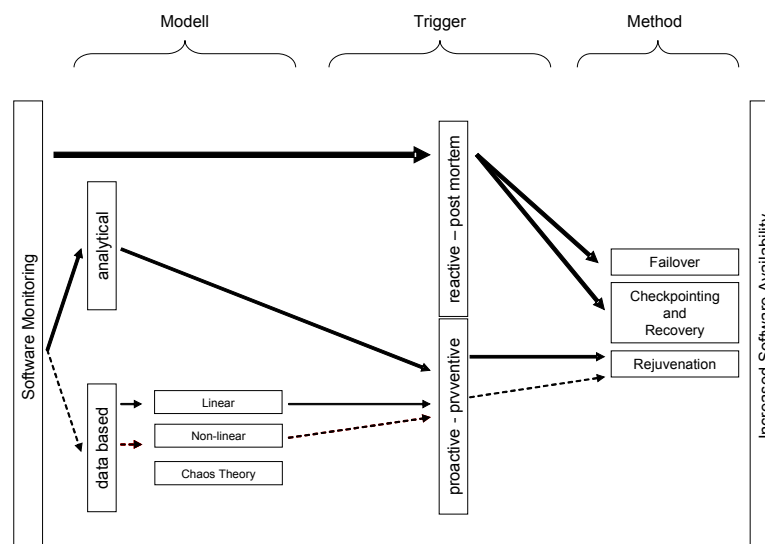 Modell
Trigger
Method
Software Monitoring
analytical
data based
Linear
Non-linear
Chaos Theory
reactive – post mortem
proactive - prvventive
Failover
Checkpointing
and
Recovery
Rejuvenation
Increased Software Availability